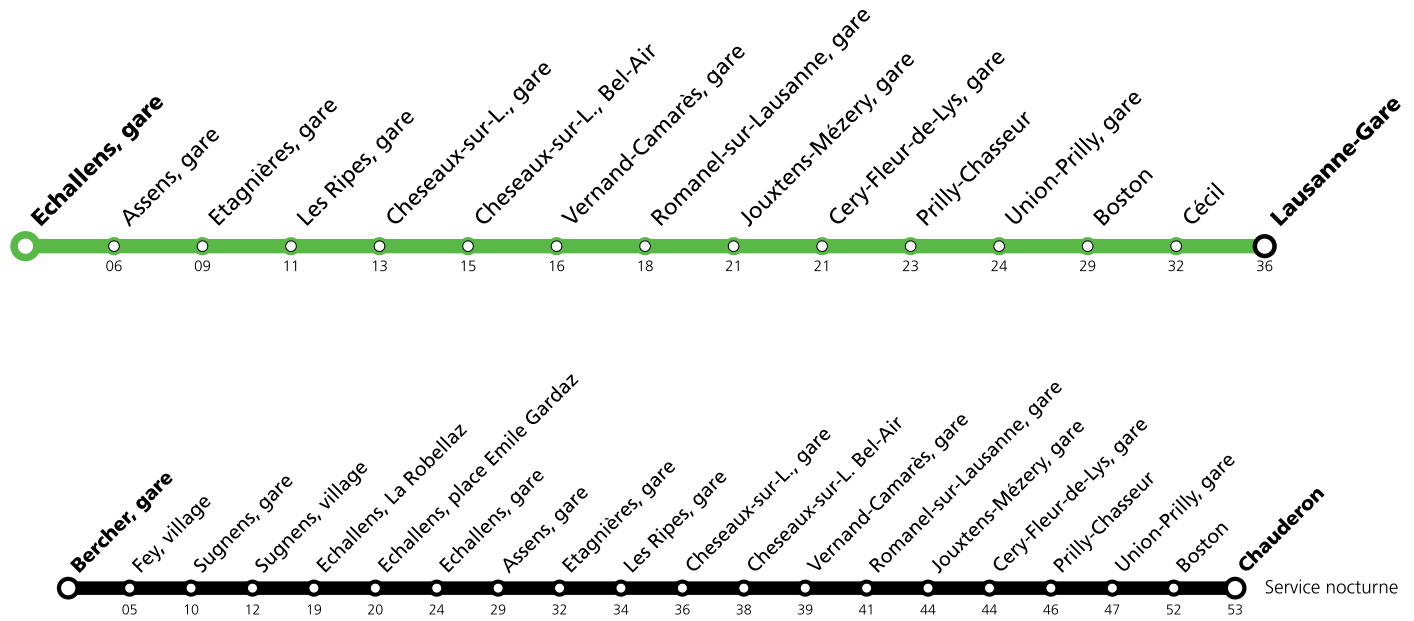 Echallens, gare
Assens, gare
Etagnières, gare
Les Ripes, gare
Cheseaux-sur-L., gare
Cheseaux-sur-L., Bel-Air
Vernand-Camarès, gare
Romanel-sur-Lausanne, gare
Jouxtens-Mézery, gare
Cery-Fleur-de-Lys, gare
Prilly-Chasseur
Union-Prilly, gare
Boston
Cécil
Lausanne-Gare
06 09 11 13 15 16 18 21 21 23 24 29 32 36
Bercher, gare
Fey, village
Sugnens, gare
Sugnens, village
Echallens, La Robellaz
Echallens, place Emile Gardaz
Echallens, gare
Assens, gare
Etagnières, gare
Les Ripes, gare
Cheseaux-sur-L., gare
Cheseaux-sur-L. Bel-Air
Vernand-Camarès, gare
Romanel-sur-Lausanne, gare
Jouxtens-Mézery, gare
Cery-Fleur-de-Lys, gare
Prilly-Chasseur
Union-Prilly, gare
Boston
Chauderon
Service nocturne
05 10 12 19 20 24 29 32 34 36 38 39 41 44 44 46 47 52 53